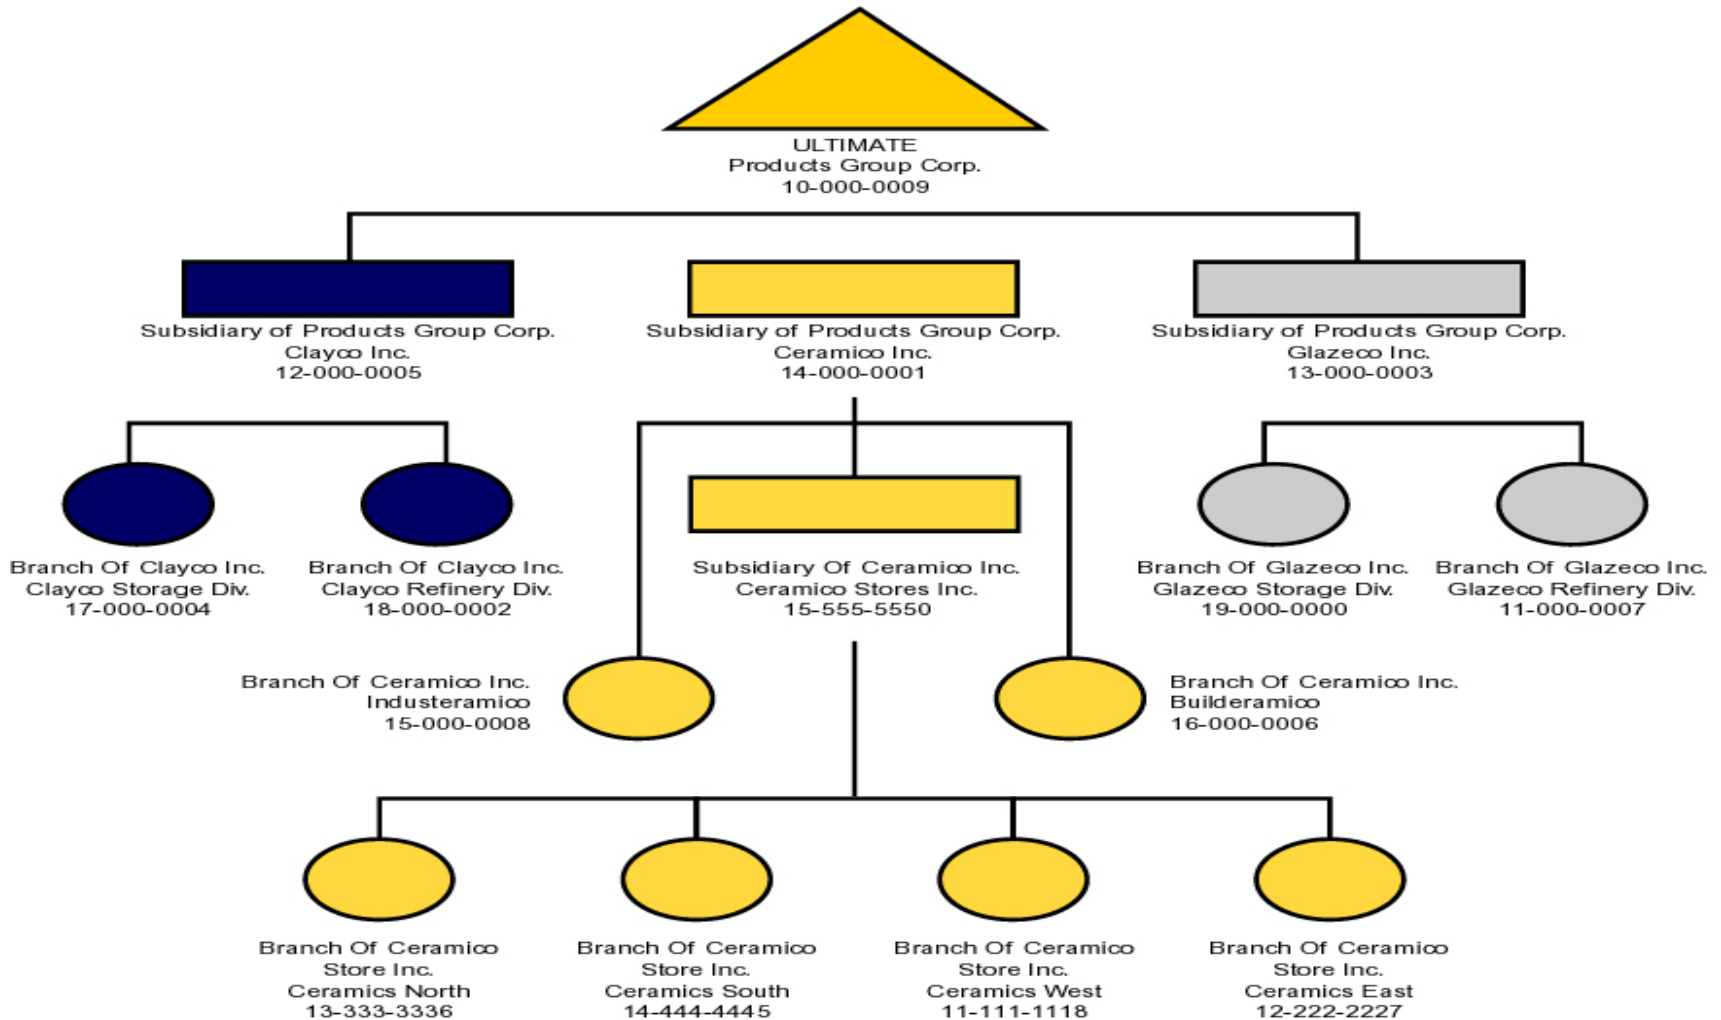 ULTIMATE
Products Group Corp.
10-000-0009
Subsidiary of Products Group Corp.
Clayco Inc.
12-000-0005
Subsidiary of Products Group Corp.
Ceramico Inc.
14-000-0001
Subsidiary of Products Group Corp.
Glazeco Inc.
13-000-0003
Branch Of Clayco Inc.
Clayco Storage Div.
17-000-0004
Branch Of Clayco Inc.
Clayco Refinery Div.
18-000-0002
Subsidiary Of Ceramico Inc.
Ceramico Stores Inc.
15-555-5550
Branch Of Glazeco Inc.
Glazeco Storage Div.
19-000-0000
Branch Of Glazeco Inc.
Glazeco Refinery Div.
11-000-0007
Branch Of Ceramico Inc.
Industeramico
15-000-0008
Branch Of Ceramico Inc.
Builderamico
16-000-0006
Branch Of Ceramico
Store Inc.
Ceramics North
13-333-3336
Branch Of Ceramico
Store Inc.
Ceramics South
14-444-4445
Branch Of Ceramico
Store Inc.
Ceramics West
11-111-1118
Branch Of Ceramico
Store Inc.
Ceramics East
12-222-2227